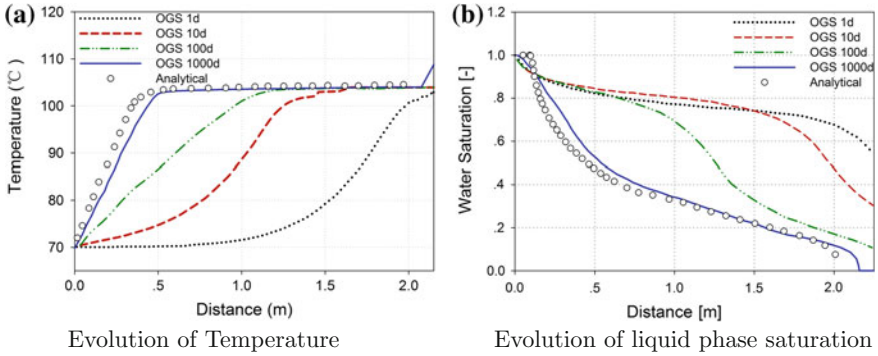 (a)
OGS 1d
OGS 10d
OGS 100d
OGS 1000d
Analytical
120
110
100
90
80
70
Temperature (℃)
0.0
.5
1.0
1.5
2.0
Distance (m)
Evolution of Temperature
(b)
OGS 1d
OGS 10d
OGS 100d
OGS 1000d
Analytical
1.2
1.0
.8
.6
.4
.2
0.0
Water Saturation [-]
0.0
.5
1.0
1.5
2.0
Distance [m]
Evolution of liquid phase saturation